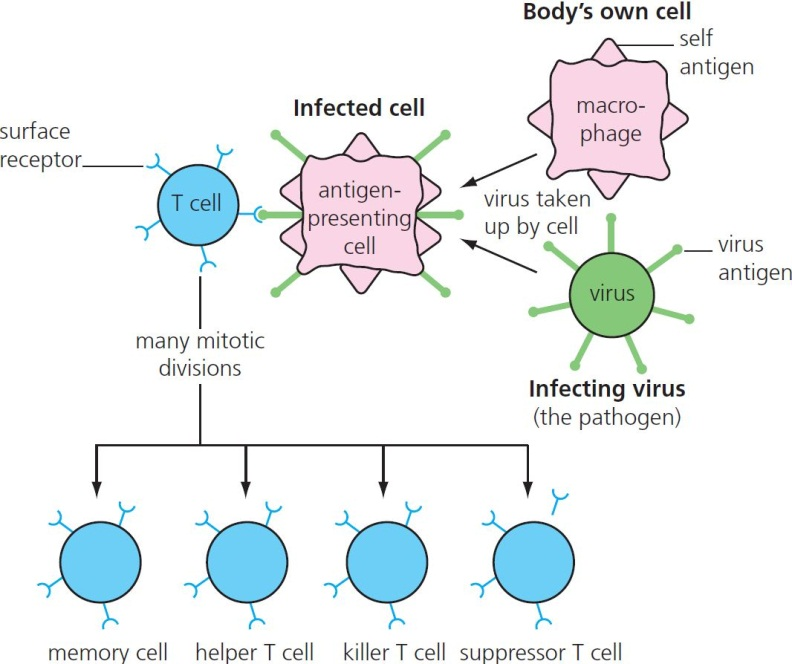 Body's own cell
self
antigen
macro-
phage
Infected cell
surface
receptor
T cell
antigen-
presenting
cell
virus taken
up by cell
virus
antigen
virus
Infecting virus
(the pathogen)
many mitotic
divisions
memory cell
helper T cell
killer T cell
suppressor T cell